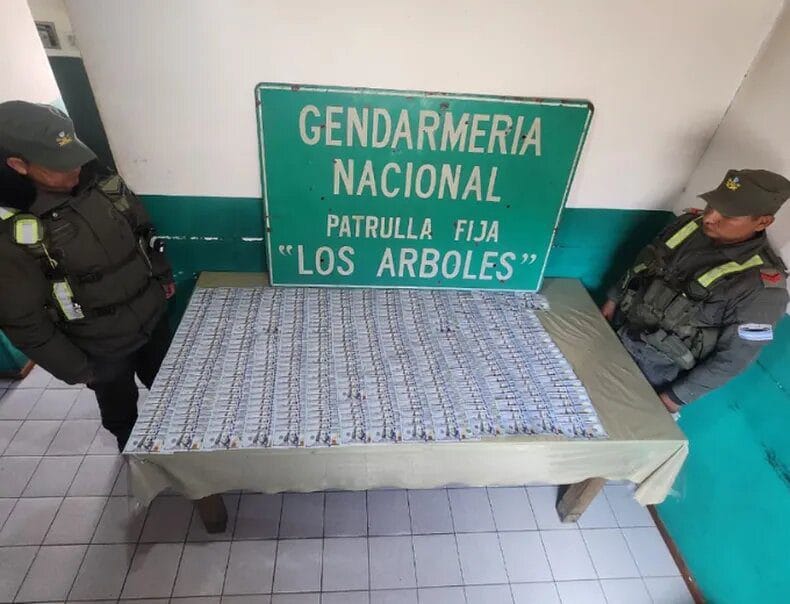 GENDARMERIA
NACIONAL
PATRULLA FIJA
"LOS ARBOLES"